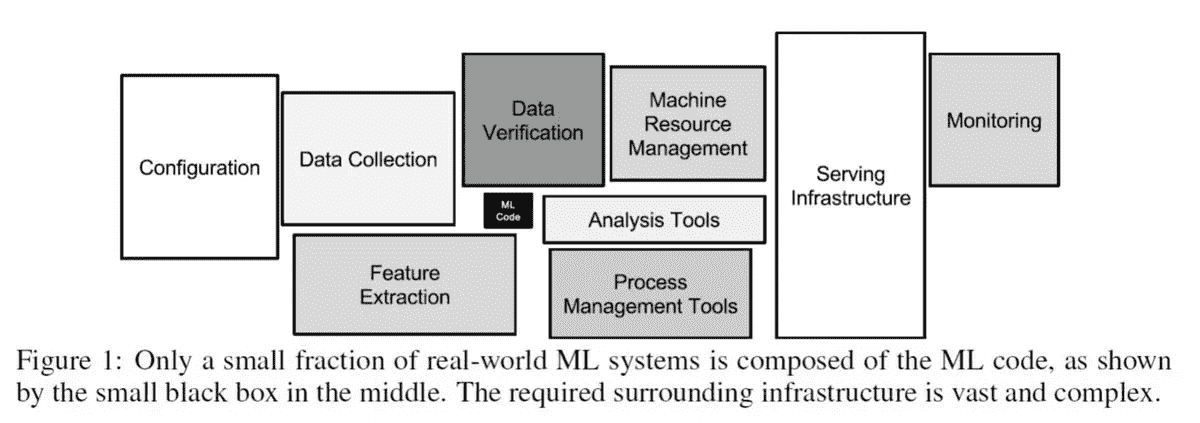 Configuration
Data Collection
Data
Verification
Machine
Resource
Management
Monitoring
Serving
Infrastructure
ML
Code
Analysis Tools
Feature
Extraction
Process
Management Tools
Figure 1: Only a small fraction of real-world ML systems is composed of the ML code, as shown
by the small black box in the middle. The required surrounding infrastructure is vast and complex.